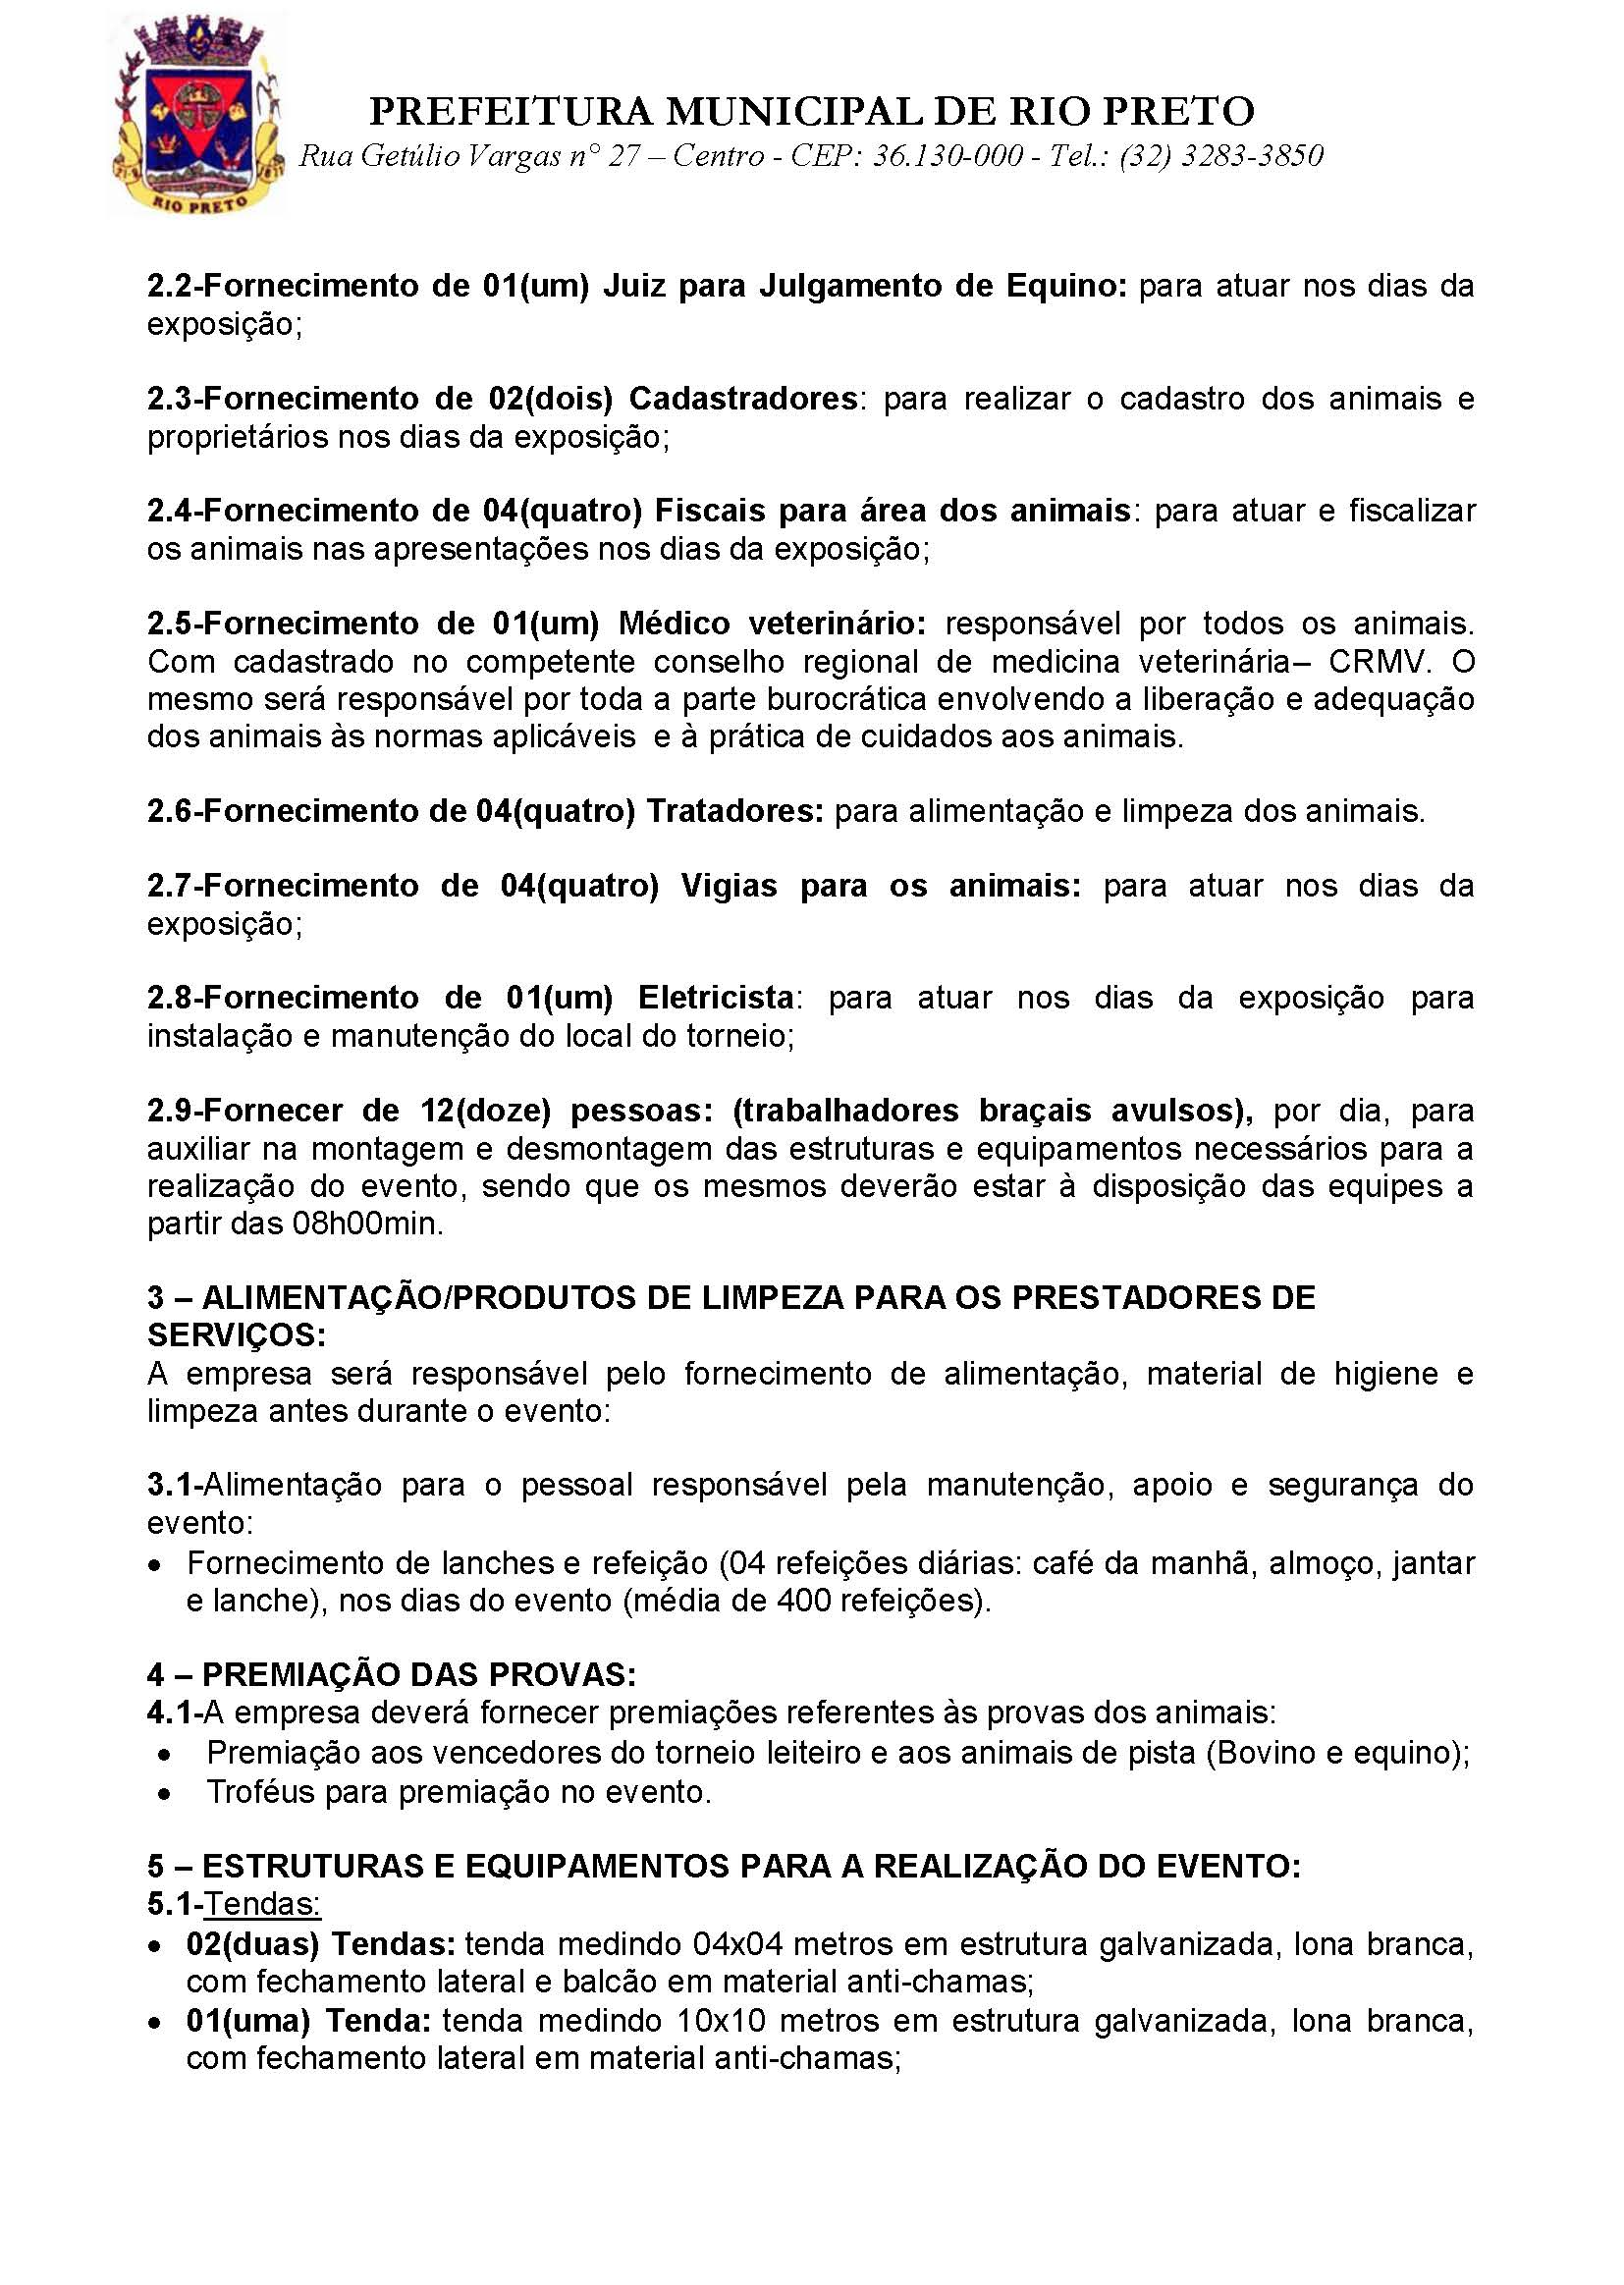 PREFEITURA MUNICIPAL DE RIO PRETO
Rua Getúlio Vargas n° 27 – Centro - CEP: 36.130-000 - Tel.: (32) 3283-3850
RIO PRETO
2.2-Fornecimento de 01(um) Juiz para Julgamento de Equino: para atuar nos dias da
exposição;
2.3-Fornecimento de 02(dois) Cadastradores: para realizar o cadastro dos animais e
proprietários nos dias da exposição;
2.4-Fornecimento de 04(quatro) Fiscais para área dos animais: para atuar e fiscalizar
os animais nas apresentações nos dias da exposição;
2.5-Fornecimento de 01(um) Médico veterinário: responsável por todos os animais.
Com cadastrado no competente conselho regional de medicina veterinária– CRMV. O
mesmo será responsável por toda a parte burocrática envolvendo a liberação e adequação
dos animais às normas aplicáveis e à prática de cuidados aos animais.
2.6-Fornecimento de 04(quatro) Tratadores: para alimentação e limpeza dos animais.
2.7-Fornecimento de 04(quatro) Vigias para os animais: para atuar nos dias da
exposição;
2.8-Fornecimento de 01(um) Eletricista: para atuar nos dias da exposição para
instalação e manutenção do local do torneio;
2.9-Fornecer de 12(doze) pessoas: (trabalhadores braçais avulsos), por dia, para
auxiliar na montagem e desmontagem das estruturas e equipamentos necessários para a
realização do evento, sendo que os mesmos deverão estar à disposição das equipes a
partir das 08h00min.
3 – ALIMENTAÇÃO/PRODUTOS DE LIMPEZA PARA OS PRESTADORES DE
SERVIÇOS:
A empresa será responsável pelo fornecimento de alimentação, material de higiene e
limpeza antes durante o evento:
3.1-Alimentação para o pessoal responsável pela manutenção, apoio e segurança do
evento:
• Fornecimento de lanches e refeição (04 refeições diárias: café da manhã, almoço, jantar
e lanche), nos dias do evento (média de 400 refeições).
4 – PREMIAÇÃO DAS PROVAS:
4.1-A empresa deverá fornecer premiações referentes às provas dos animais:
• Premiação aos vencedores do torneio leiteiro e aos animais de pista (Bovino e equino);
• Troféus para premiação no evento.
5 – ESTRUTURAS E EQUIPAMENTOS PARA A REALIZAÇÃO DO EVENTO:
5.1-Tendas:
• 02(duas) Tendas: tenda medindo 04x04 metros em estrutura galvanizada, lona branca,
com fechamento lateral e balcão em material anti-chamas;
• 01(uma) Tenda: tenda medindo 10x10 metros em estrutura galvanizada, lona branca,
com fechamento lateral em material anti-chamas;